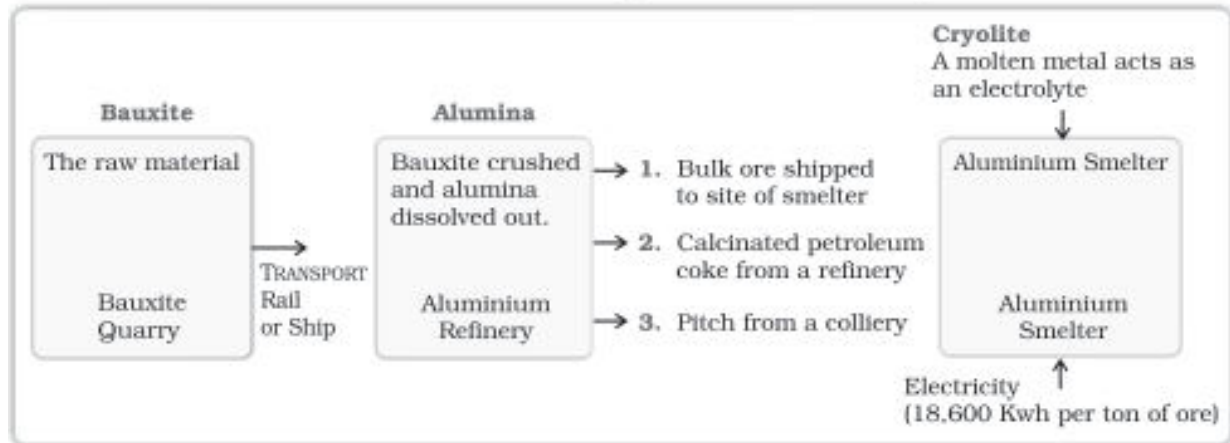 Bauxite
The raw material
Bauxite
Quarry
TRANSPORT
Rail
or Ship
Alumina
Bauxite crushed
and alumina
dissolved out.
Aluminium
Refinery
1. Bulk ore shipped
to site of smelter
2. Calcinated petroleum
coke from a refinery
3. Pitch from a colliery
Cryolite
A molten metal acts as
an electrolyte
Aluminium Smelter
Aluminium
Smelter
Electricity
(18,600 Kwh per ton of ore)